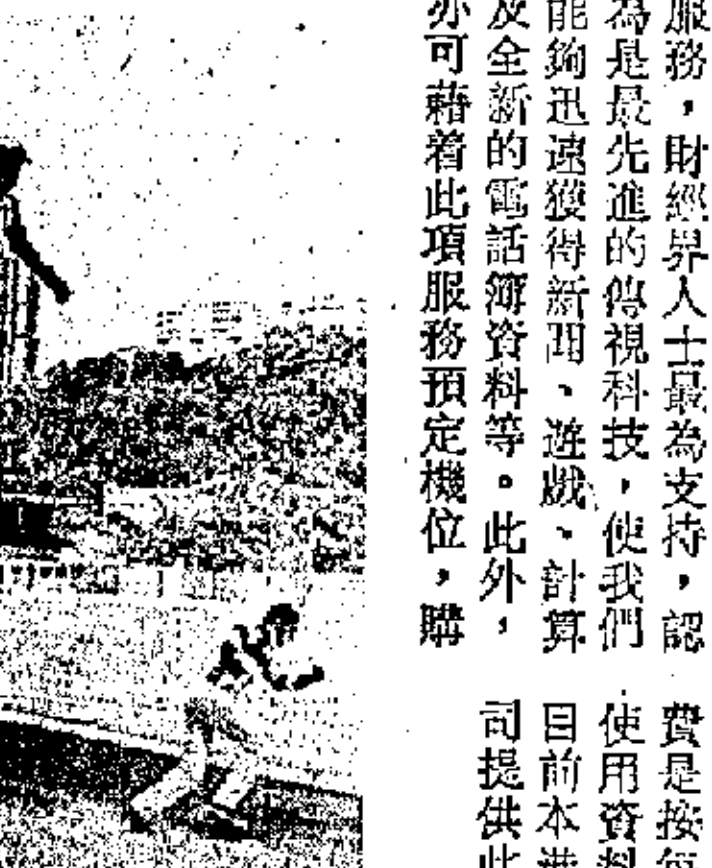 服務，財經界人士最為支持，認
為是最先進的傳視科技，使我們
能夠迅速獲得新聞、遊戲、計算
及全新的電話簿資料等。此外，
亦可藉着此項服務預定機位，購
費是按每
使用資料
目前本港
司提供此